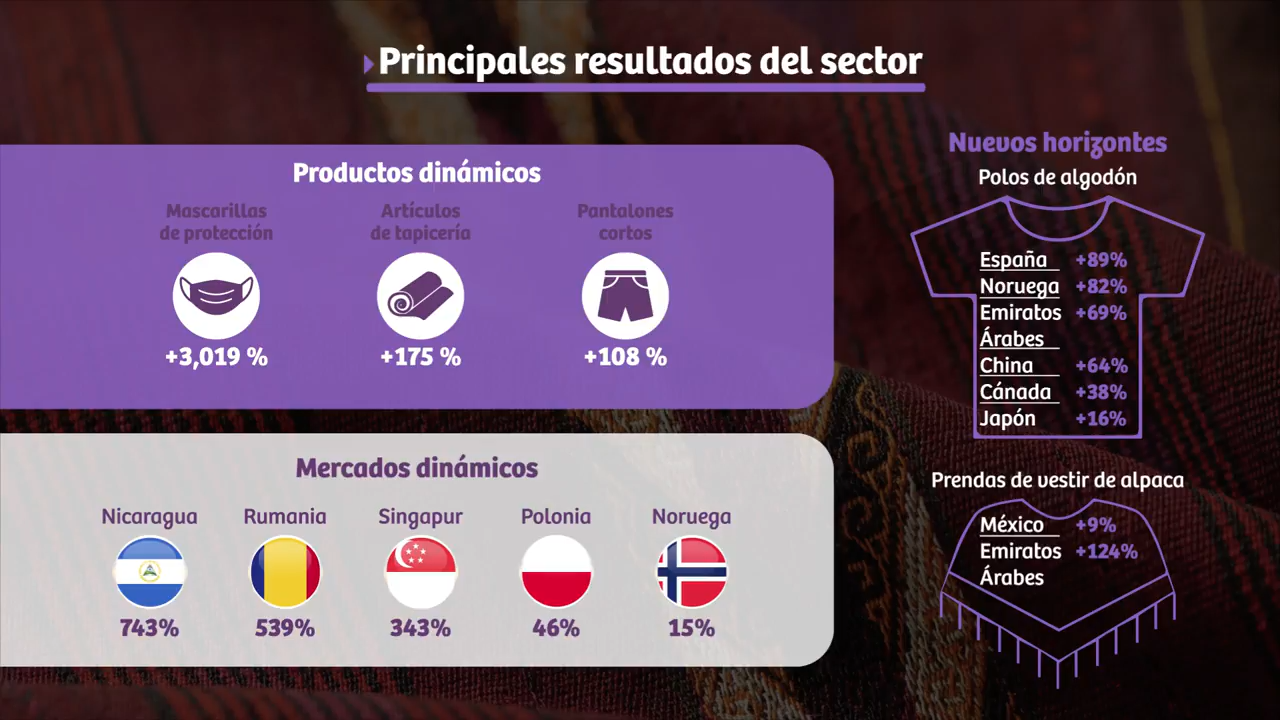 Principales resultados del sector
Productos dinámicos
Mascarillas
de protección
+3,019 %
Artículos
de tapicería
+175 %
Pantalones
cortos
+108 %
Mercados dinámicos
Nicaragua
743%
Rumania
539%
Singapur
343%
Polonia
46%
Noruega
15%
Nuevos horizontes
Polos de algodón
España +89%
Noruega +82%
Emiratos +69%
Árabes
China +64%
Cánada +38%
Japón +16%
Prendas de vestir de alpaca
México +9%
Emiratos +124%
Árabes